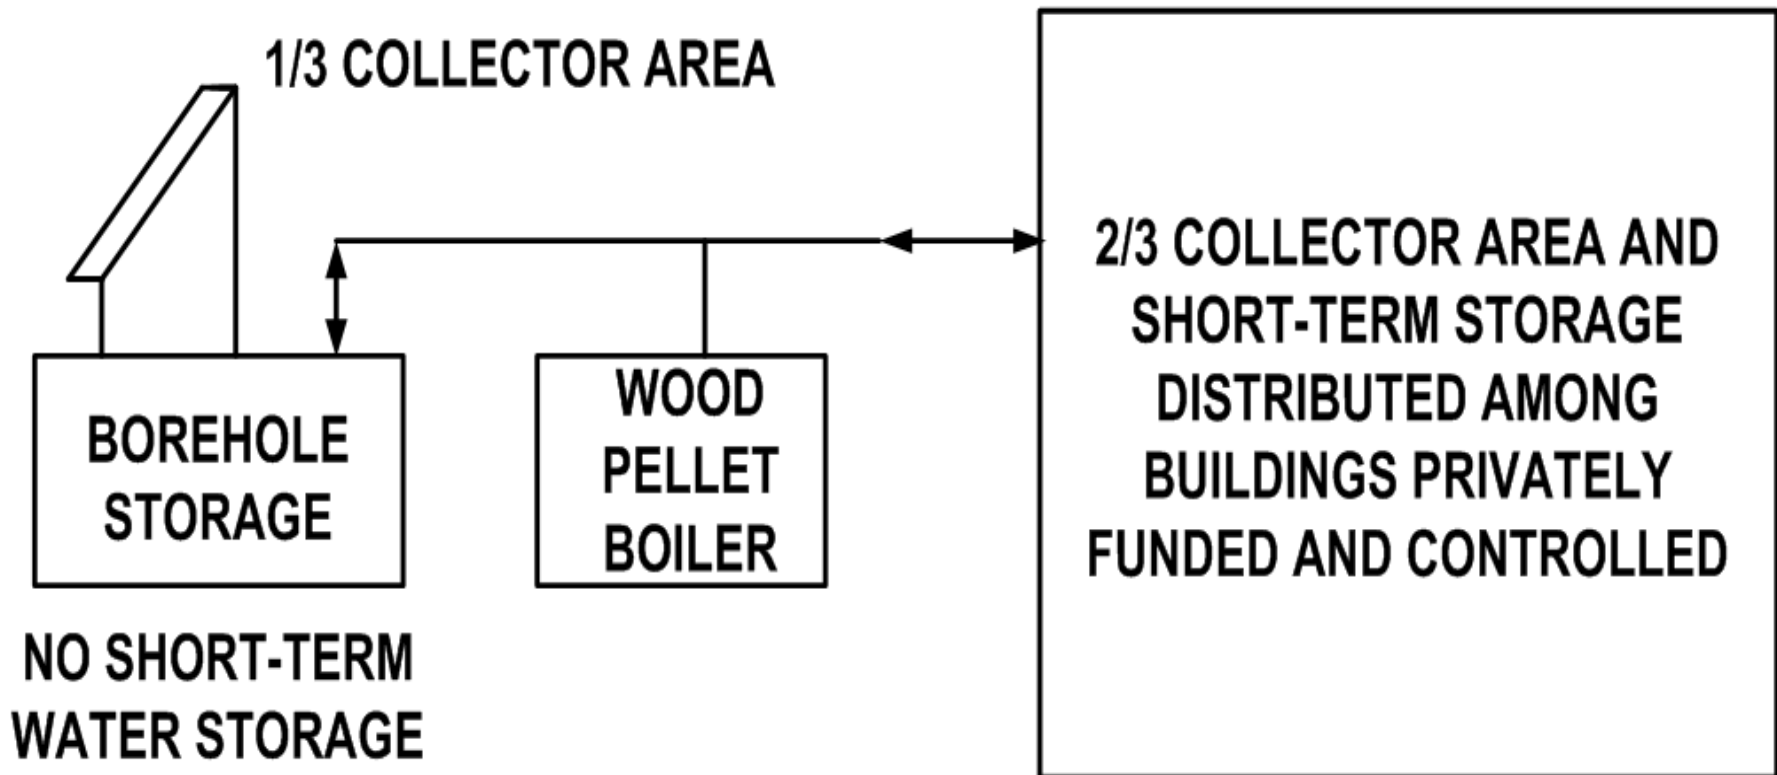 1/3 COLLECTOR AREA
BOREHOLE
STORAGE
NO SHORT-TERM
WATER STORAGE
WOOD
PELLET
BOILER
2/3 COLLECTOR AREA AND
SHORT-TERM STORAGE
DISTRIBUTED AMONG
BUILDINGS PRIVATELY
FUNDED AND CONTROLLED